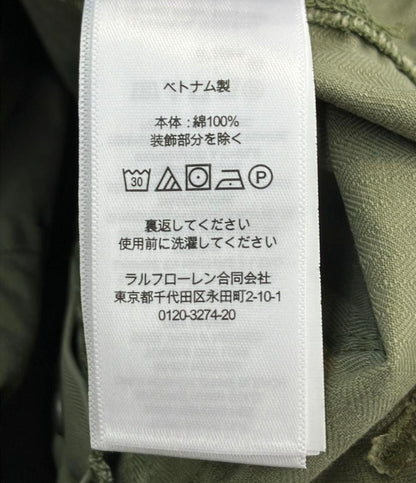 ベトナム製
本体：綿100%
装飾部分を除く
30 P
裏返してください
使用前に洗濯してください
ラルフローレン合同会社
東京都千代田区永田町2-10-1
0120-3274-20